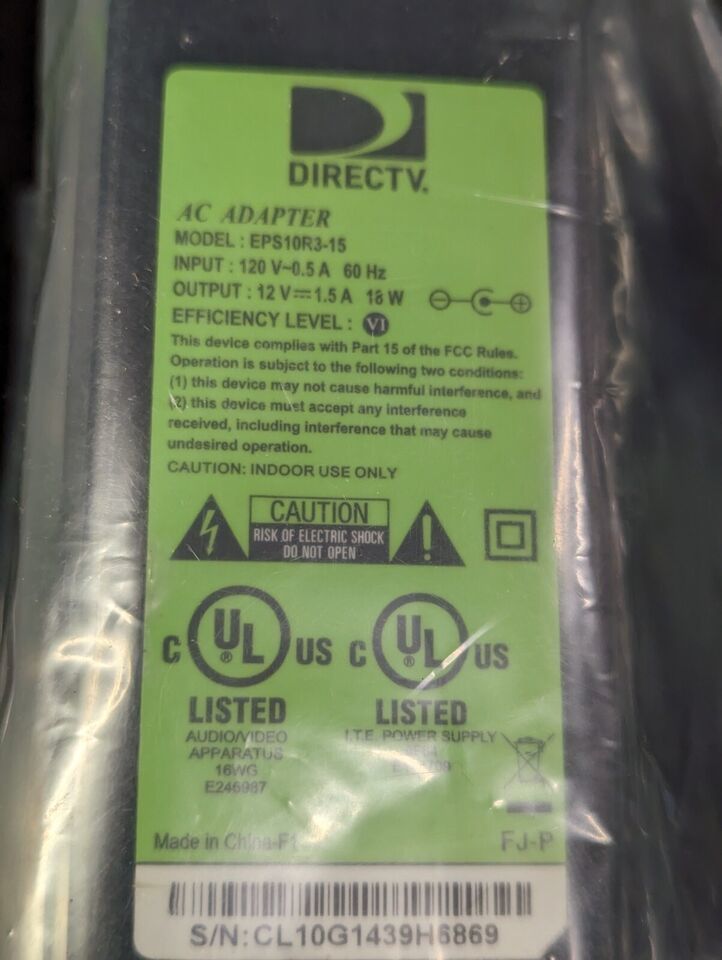 DIRECTV.
AC ADAPTER
MODEL : EPS10R3-15
INPUT : 120 V~0.5 A 60 Hz
OUTPUT : 12 V⎓1.5 A 18 W
EFFICIENCY LEVEL : VI
This device complies with Part 15 of the FCC Rules.
Operation is subject to the following two conditions:
(1) this device may not cause harmful interference, and
(2) this device must accept any interference
received, including interference that may cause
undesired operation.
CAUTION: INDOOR USE ONLY
CAUTION
RISK OF ELECTRIC SHOCK
DO NOT OPEN
C UL® US C UL® US
LISTED LISTED
AUDIO/VIDEO I.T.E. POWER SUPPLY
APPARATUS
16WG
E246987
Made in China-F1 FJ-P
S/N:CL10G1439H6869